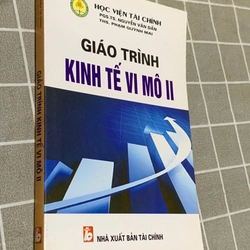 HỌC VIỆN TÀI CHÍNH
PGS.TS. NGUYỄN VĂN DẦN
THS. PHẠM QUỲNH MAI
GIÁO TRÌNH
KINH TẾ VI MÔ II
NHÀ XUẤT BẢN TÀI CHÍNH
GIÁO TRÌNH KINH TẾ VI MÔ II